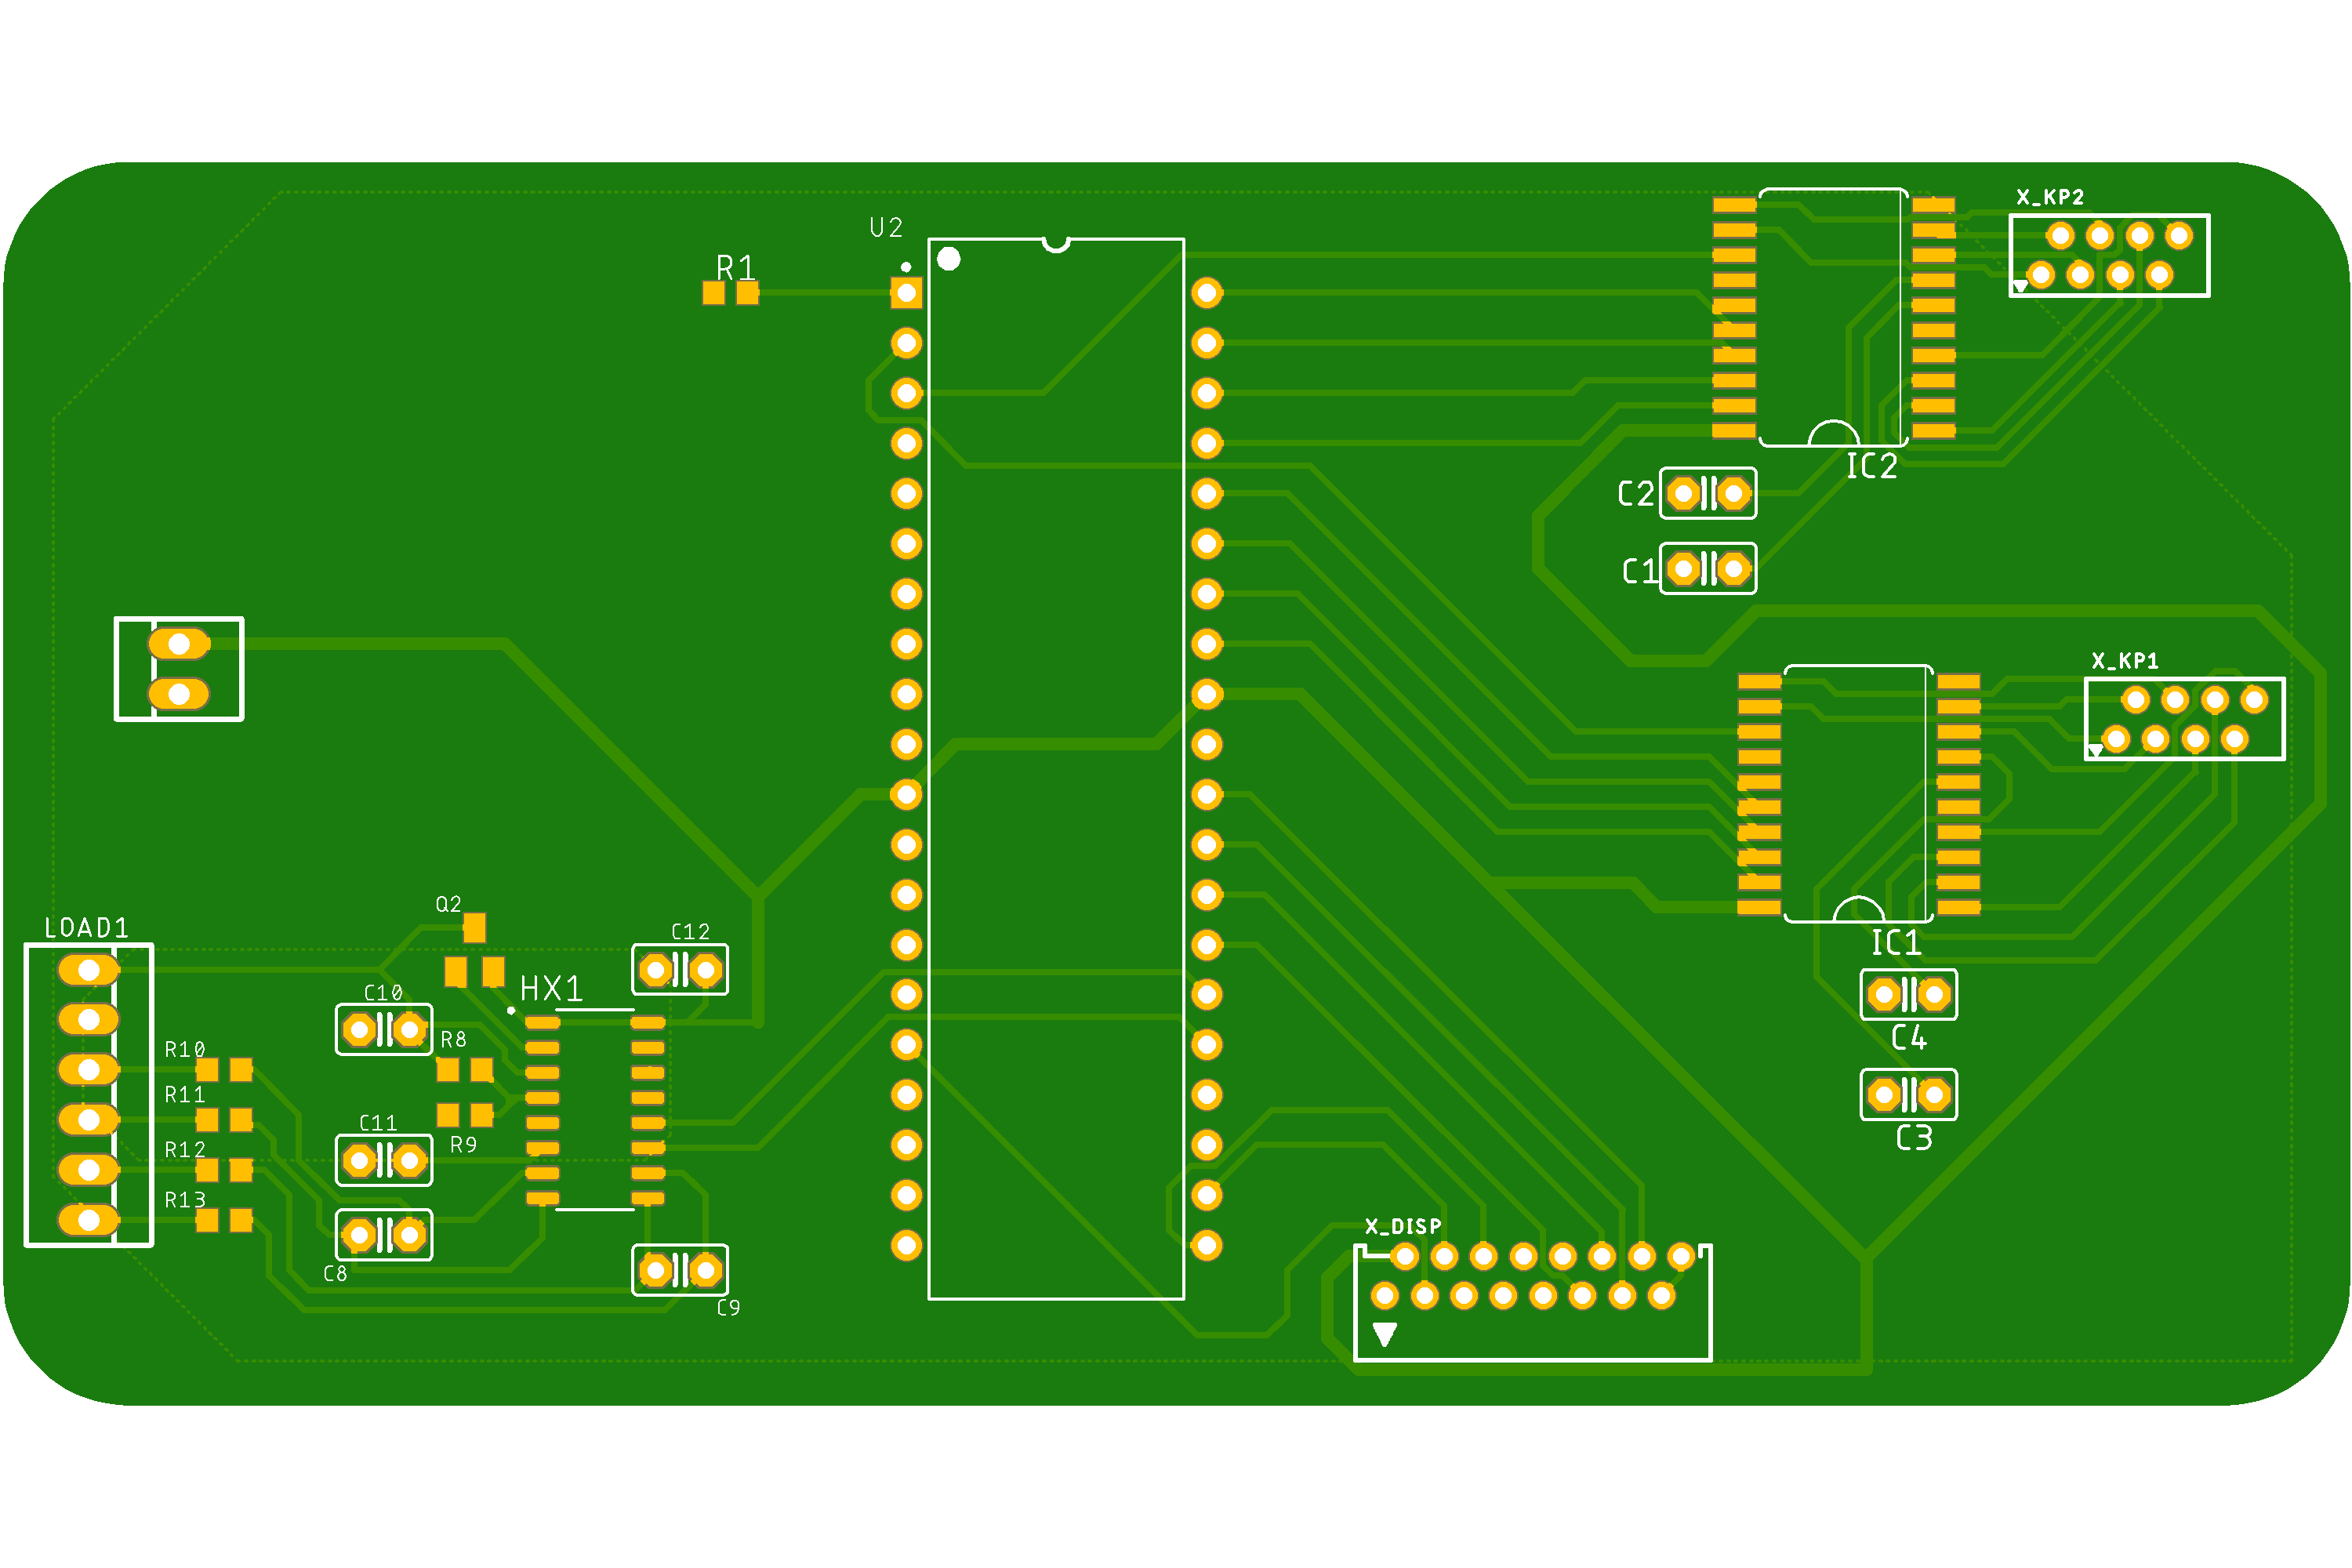 X_KP2
U2
R1
IC2
C2
C1
X_KP1
Q2
LOAD1
C12
IC1
HX1
C10
R8
R10
C4
R11
C11
C3
R12
R9
R13
X_DISP
C8
C9